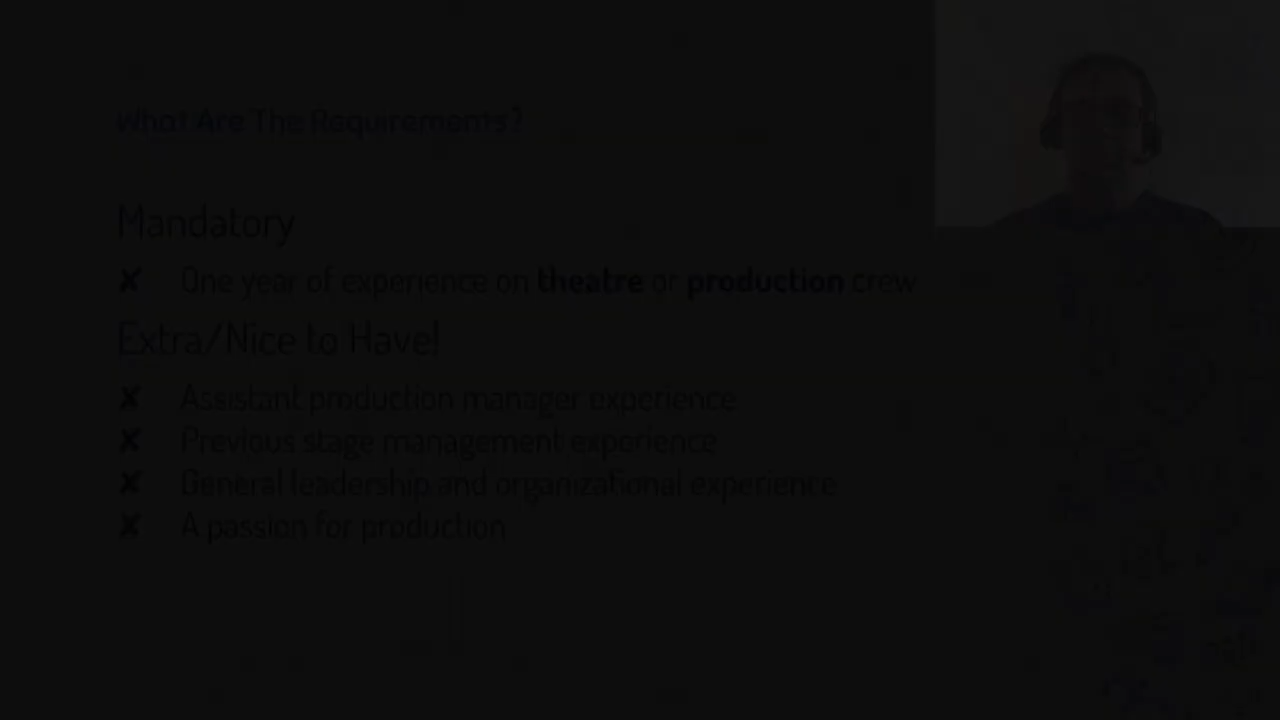 What Are The Requirements?
Mandatory
✘ One year of experience on theatre or production crew
Extra/Nice to Have!
✘ Assistant production manager experience
✘ Previous stage management experience
✘ General leadership and organizational experience
✘ A passion for production